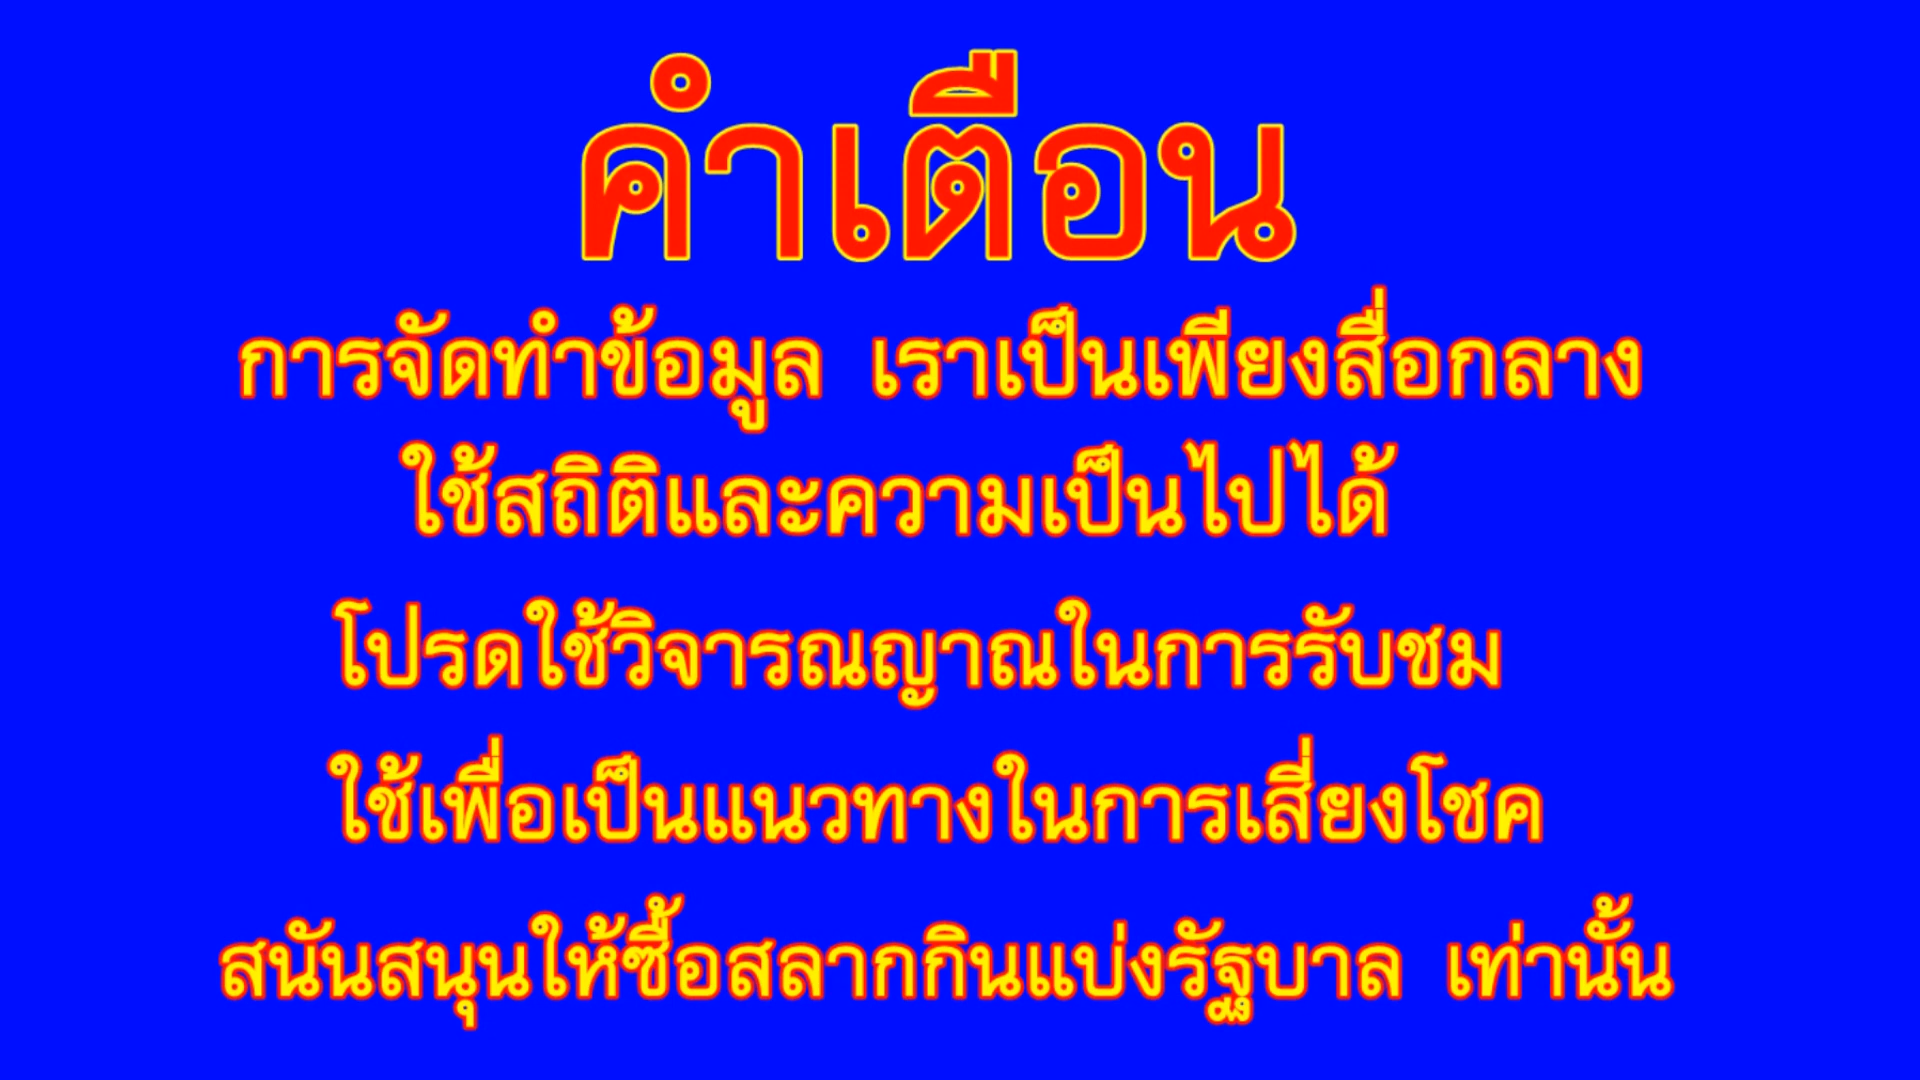 คำเตือน
การจัดทำข้อมูล เราเป็นเพียงสื่อกลาง
ใช้สถิติและความเป็นไปได้
โปรดใช้วิจารณญาณในการรับชม
ใช้เพื่อเป็นแนวทางในการเสี่ยงโชค
สนันสนุนให้ซื้อสลากกินแบ่งรัฐบาล เท่านั้น